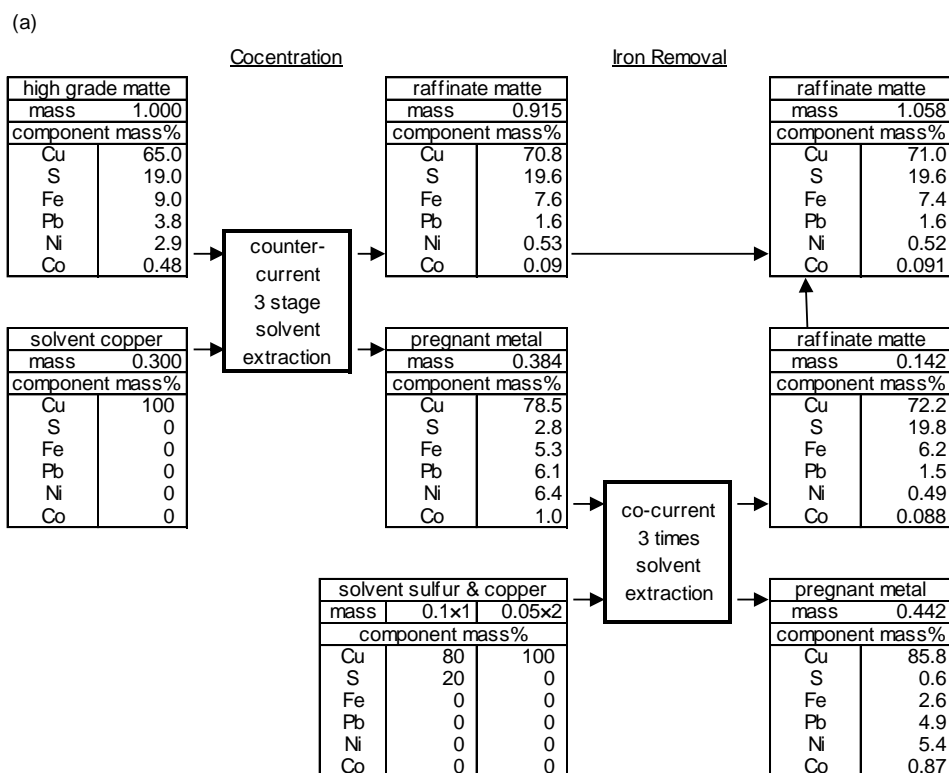 (a)
Cocentration
Iron Removal
high grade matte
mass 1.000
component mass%
Cu 65.0
S 19.0
Fe 9.0
Pb 3.8
Ni 2.9
Co 0.48
raffinate matte
mass 0.915
component mass%
Cu 70.8
S 19.6
Fe 7.6
Pb 1.6
Ni 0.53
Co 0.09
raffinate matte
mass 1.058
component mass%
Cu 71.0
S 19.6
Fe 7.4
Pb 1.6
Ni 0.52
Co 0.091
counter-
current
3 stage
solvent
extraction
solvent copper
mass 0.300
component mass%
Cu 100
S 0
Fe 0
Pb 0
Ni 0
Co 0
pregnant metal
mass 0.384
component mass%
Cu 78.5
S 2.8
Fe 5.3
Pb 6.1
Ni 6.4
Co 1.0
raffinate matte
mass 0.142
component mass%
Cu 72.2
S 19.8
Fe 6.2
Pb 1.5
Ni 0.49
Co 0.088
co-current
3 times
solvent
extraction
solvent sulfur & copper
mass 0.1×1 0.05×2
component mass%
Cu 80 100
S 20 0
Fe 0 0
Pb 0 0
Ni 0 0
Co 0 0
pregnant metal
mass 0.442
component mass%
Cu 85.8
S 0.6
Fe 2.6
Pb 4.9
Ni 5.4
Co 0.87